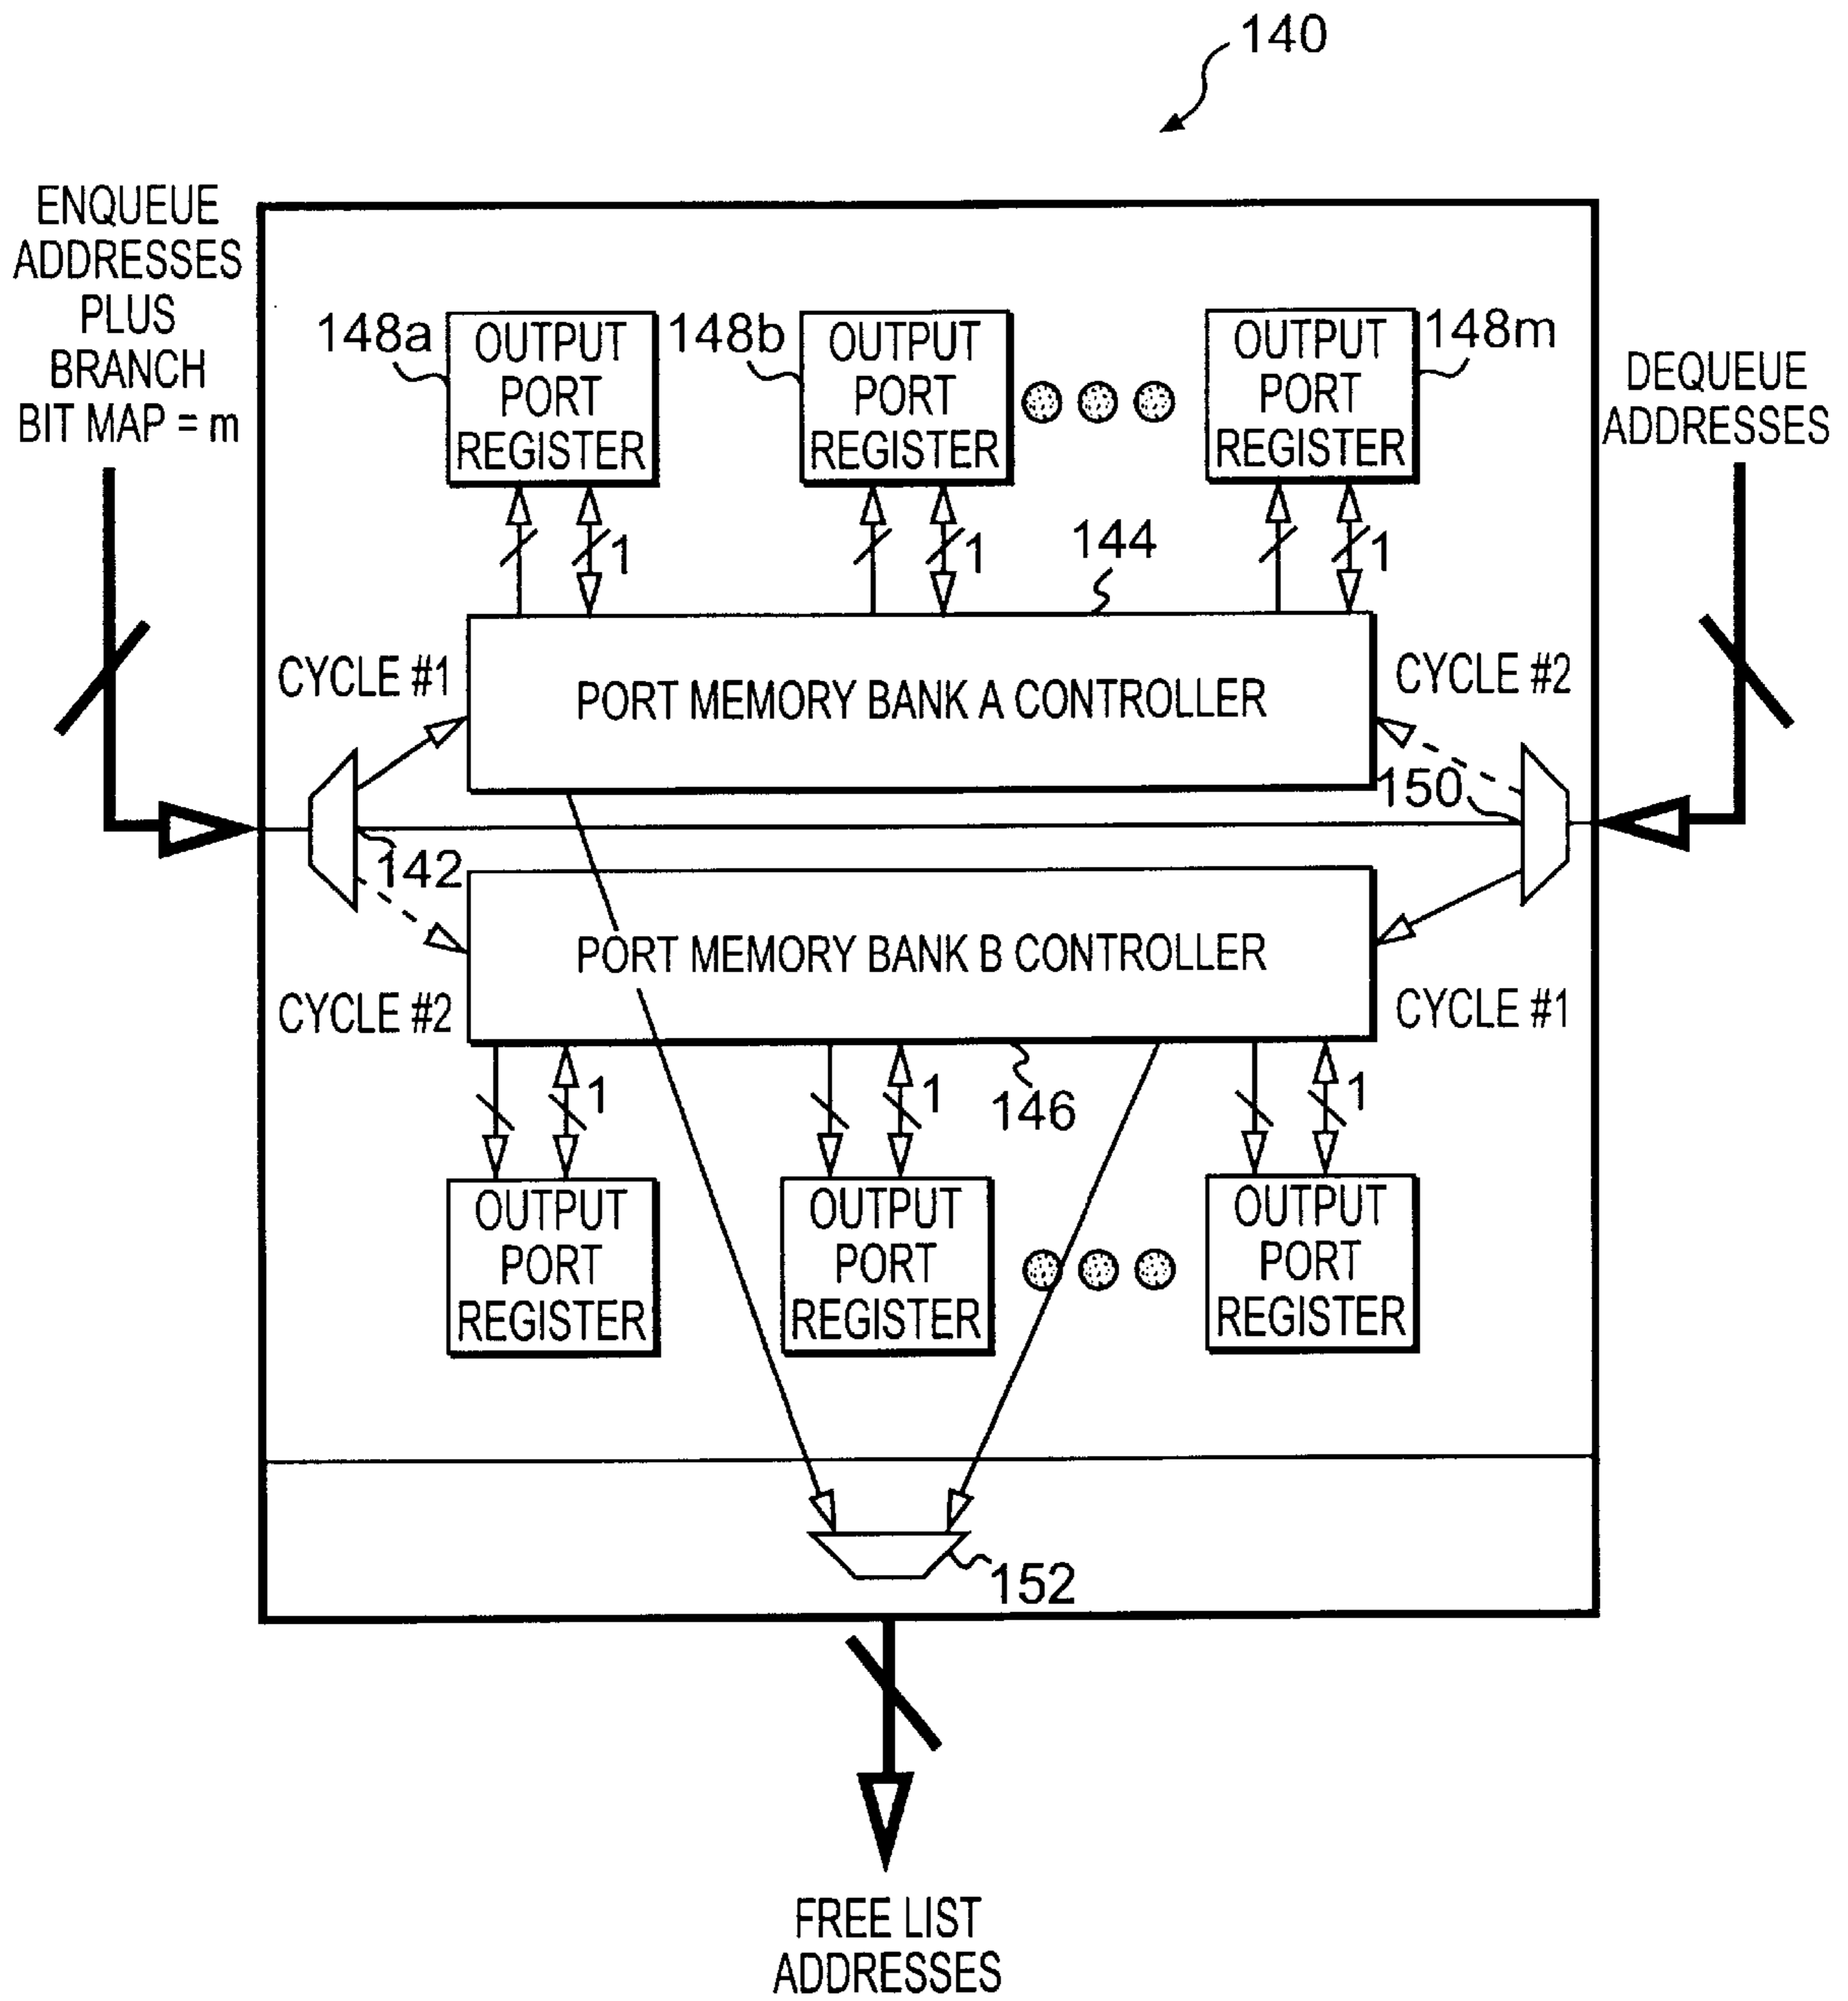 140
ENQUEUE
ADDRESSES
PLUS
BRANCH
BIT MAP = m
DEQUEUE
ADDRESSES
148a
OUTPUT
PORT
REGISTER
148b
OUTPUT
PORT
REGISTER
148m
OUTPUT
PORT
REGISTER
1
1
1
144
CYCLE #1
PORT MEMORY BANK A CONTROLLER
CYCLE #2
150
142
PORT MEMORY BANK B CONTROLLER
CYCLE #2
CYCLE #1
1
1
146
1
OUTPUT
PORT
REGISTER
OUTPUT
PORT
REGISTER
OUTPUT
PORT
REGISTER
152
FREE LIST
ADDRESSES